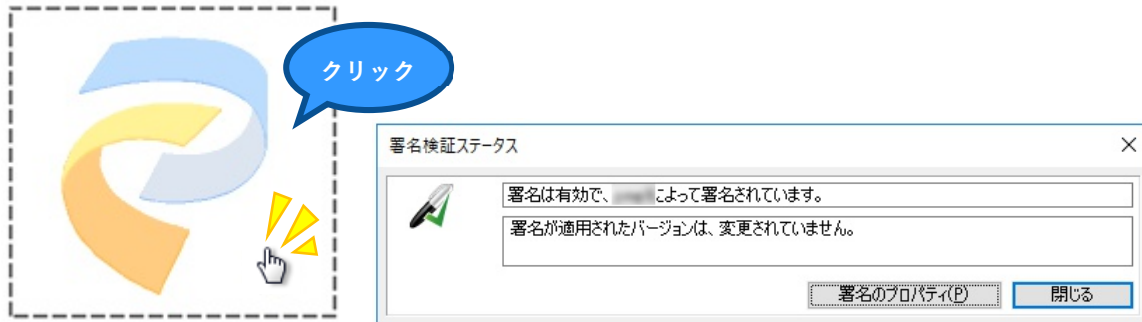 クリック
署名検証ステータス
署名は有効で、 によって署名されています。
署名が適用されたバージョンは、変更されていません。
署名のプロパティ(P) 閉じる